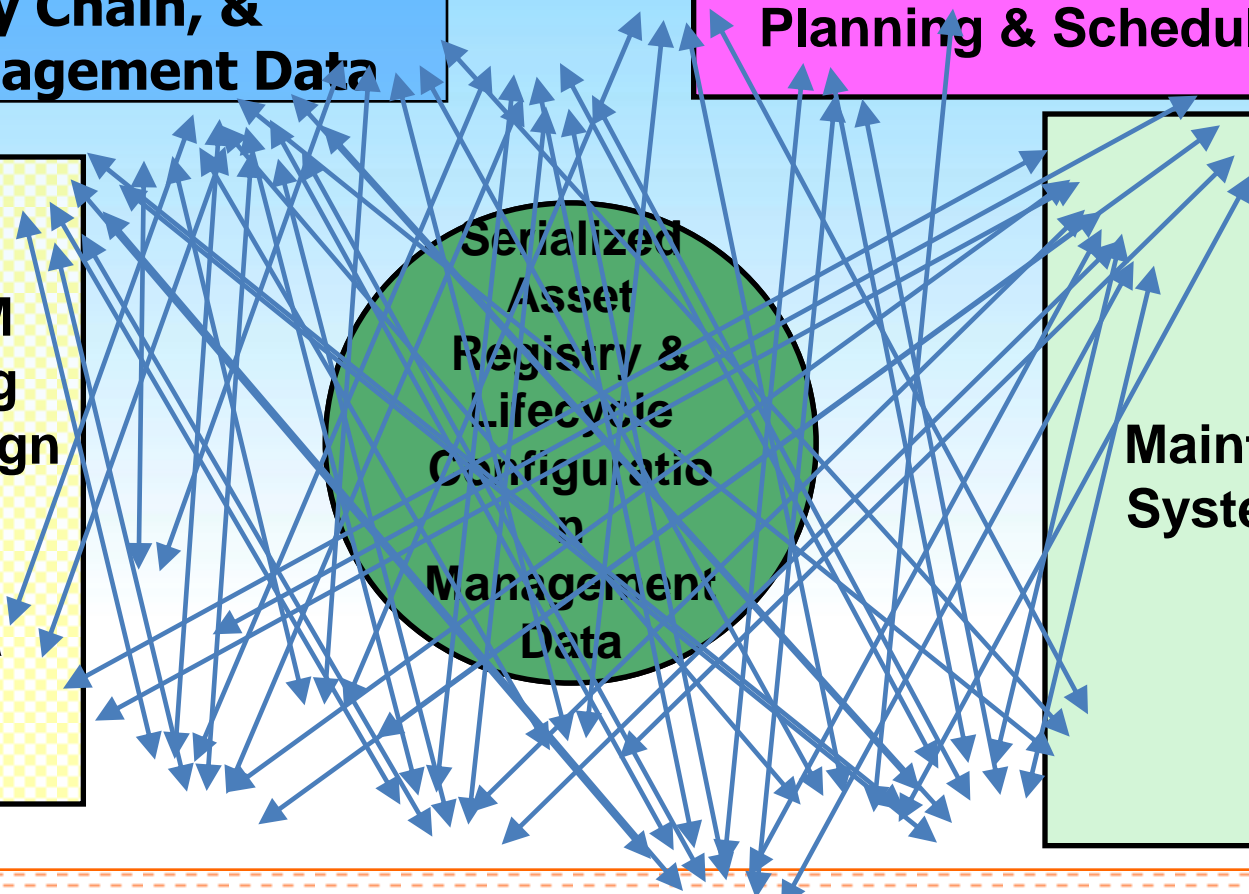 y Chain, &
agement Data
Planning & Schedul
M
g
gn
Serialized
Asset
Registry &
Lifecycle
Configuratio
n
Management
Data
Maint
Syste